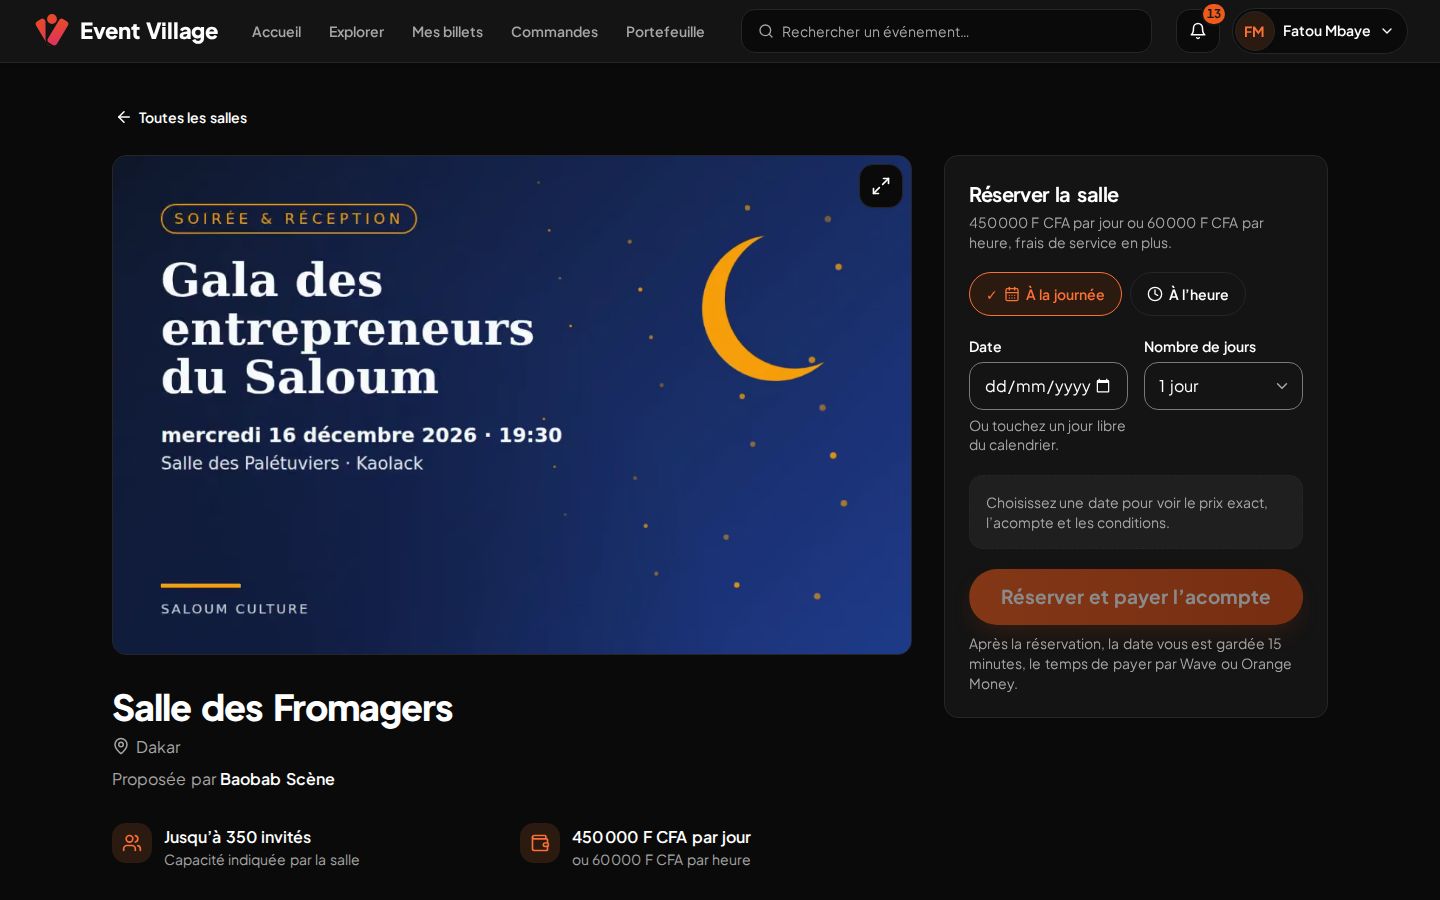 Event Village
Accueil
Explorer
Mes billets
Commandes
Portefeuille
Rechercher un événement…
13
FM
Fatou Mbaye
Toutes les salles
SOIRÉE & RÉCEPTION
Gala des
entrepreneurs
du Saloum
mercredi 16 décembre 2026 · 19:30
Salle des Palétuviers · Kaolack
SALOUM CULTURE
Salle des Fromagers
Dakar
Proposée par Baobab Scène
Jusqu’à 350 invités
Capacité indiquée par la salle
450 000 F CFA par jour
ou 60 000 F CFA par heure
Réserver la salle
450 000 F CFA par jour ou 60 000 F CFA par
heure, frais de service en plus.
✓ À la journée
À l’heure
Date
Nombre de jours
dd/mm/yyyy
1 jour
Ou touchez un jour libre
du calendrier.
Choisissez une date pour voir le prix exact,
l’acompte et les conditions.
Réserver et payer l’acompte
Après la réservation, la date vous est gardée 15
minutes, le temps de payer par Wave ou Orange
Money.